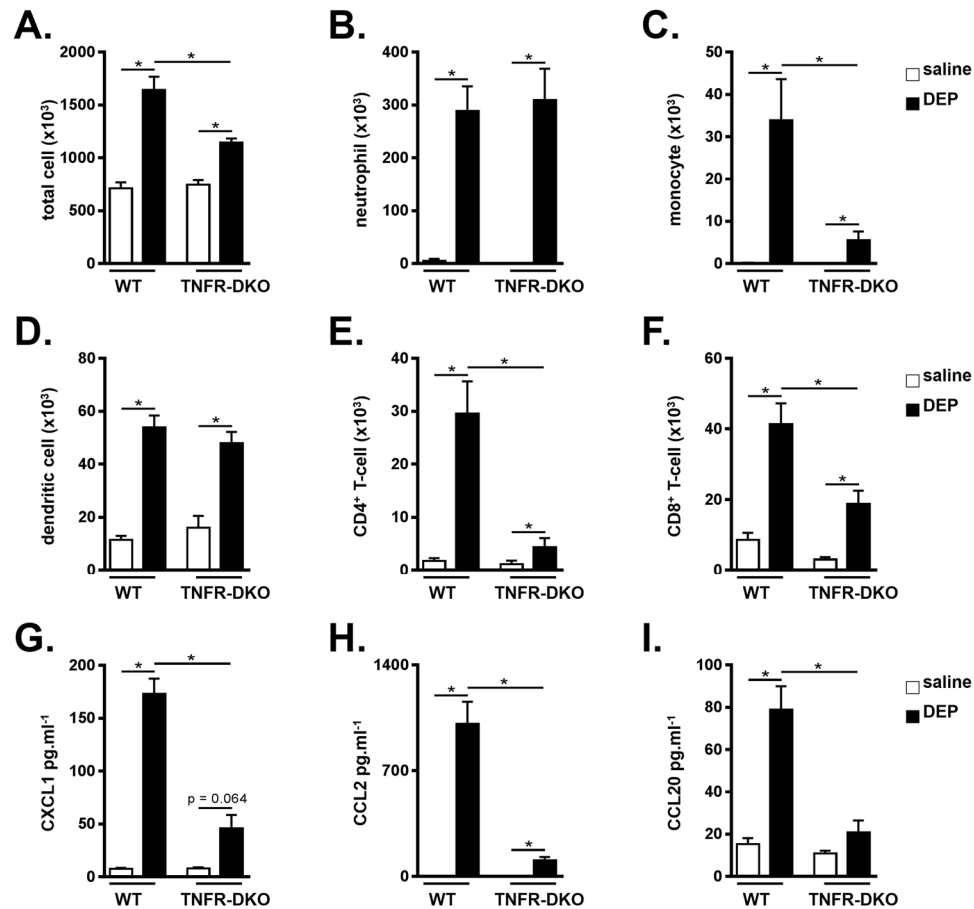 A.
total cell (x10³)
2000
1500
1000
500
0
*
*
*
WT
TNFR-DKO
B.
neutrophil (x10³)
400
300
200
100
0
*
*
WT
TNFR-DKO
C.
monocyte (x10³)
50
40
30
20
10
0
*
*
*
WT
TNFR-DKO
saline
DEP
D.
dendritic cell (x10³)
80
60
40
20
0
*
*
WT
TNFR-DKO
E.
CD4⁺ T-cell (x10³)
40
30
20
10
0
*
*
*
WT
TNFR-DKO
F.
CD8⁺ T-cell (x10³)
60
40
20
0
*
*
*
WT
TNFR-DKO
saline
DEP
G.
CXCL1 pg.ml⁻¹
200
150
100
50
0
*
*
p = 0.064
WT
TNFR-DKO
H.
CCL2 pg.ml⁻¹
1400
700
0
*
*
*
WT
TNFR-DKO
I.
CCL20 pg.ml⁻¹
100
80
60
40
20
0
*
*
WT
TNFR-DKO
saline
DEP